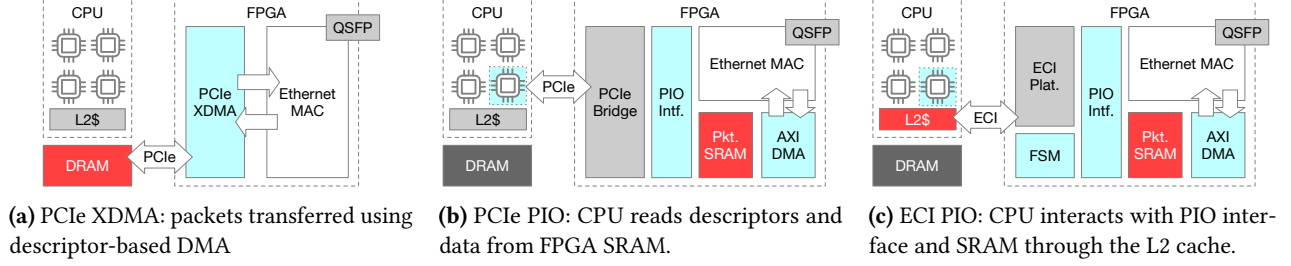 CPU
FPGA
QSFP
PCIe
XDMA
Ethernet
MAC
L2$
DRAM
PCIe
(a) PCIe XDMA: packets transferred using
descriptor-based DMA
CPU
FPGA
QSFP
Ethernet MAC
PCIe
PCIe
Bridge
PIO
Intf.
L2$
Pkt.
SRAM
AXI
DMA
DRAM
(b) PCIe PIO: CPU reads descriptors and
data from FPGA SRAM.
CPU
FPGA
QSFP
Ethernet MAC
ECI
Plat.
PIO
Intf.
L2$
ECI
Pkt.
SRAM
AXI
DMA
DRAM
FSM
(c) ECI PIO: CPU interacts with PIO inter-
face and SRAM through the L2 cache.